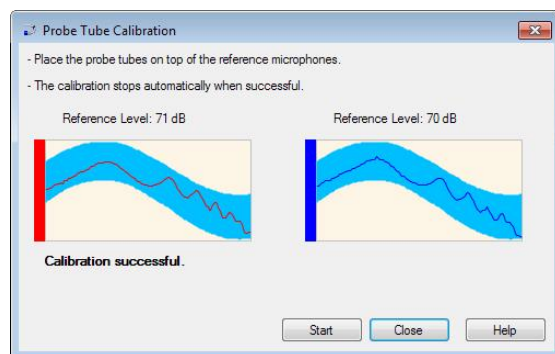 Probe Tube Calibration
- Place the probe tubes on top of the reference microphones.
- The calibration stops automatically when successful.
Reference Level: 71 dB
Reference Level: 70 dB
Calibration successful.
Start
Close
Help